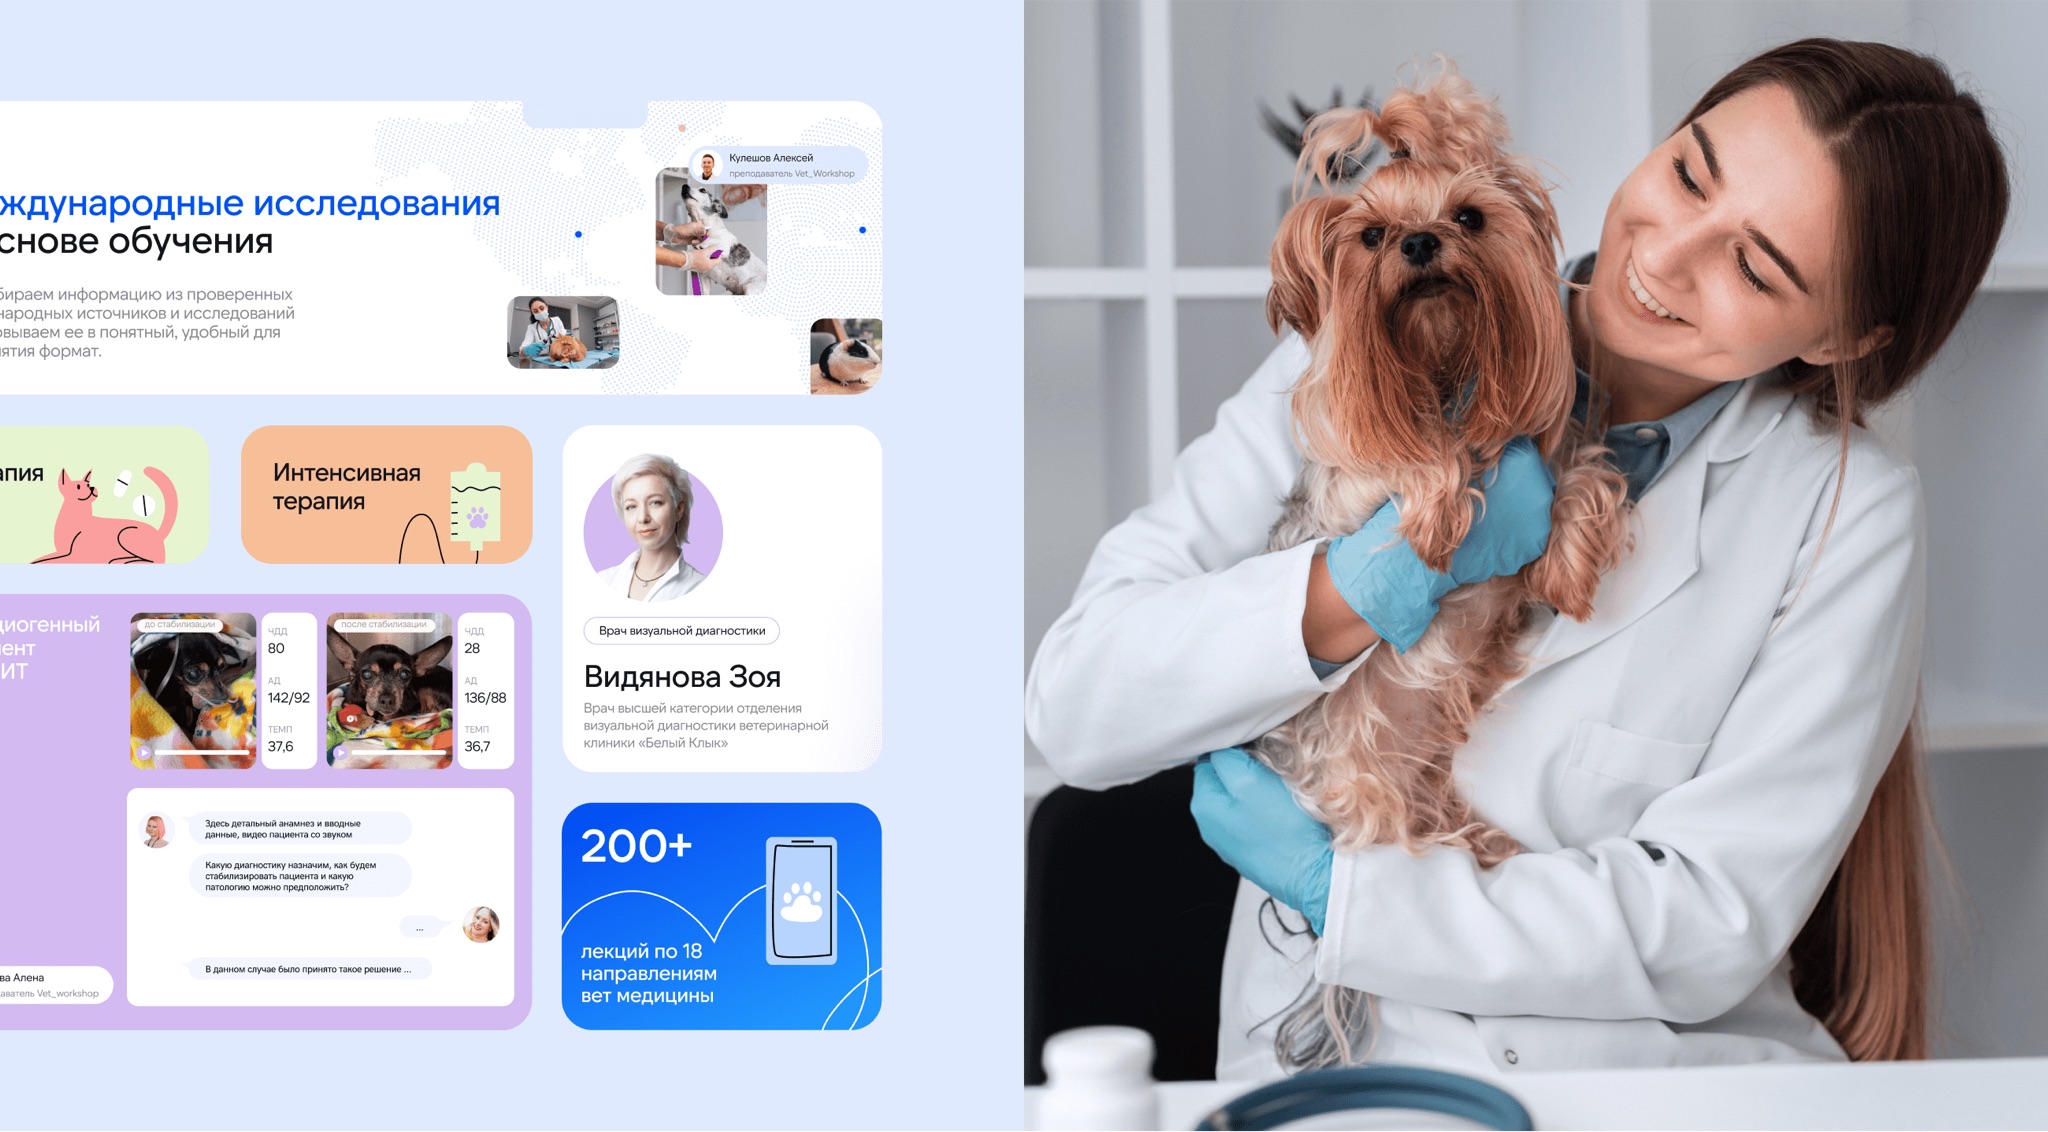 Кулешов Алексей
преподаватель Vet_Workshop
ждународные исследования
снове обучения
бираем информацию из проверенных
народных источников и исследований
овываем ее в понятный, удобный для
ятия формат.
апия
Интенсивная
терапия
Врач визуальной диагностики
Видянова Зоя
Врач высшей категории отделения
визуальной диагностики ветеринарной
клиники «Белый Клык»
диогенный
ент
ИТ
до стабилизации
ЧДД
80
АД
142/92
ТЕМП
37,6
после стабилизации
ЧДД
28
АД
136/88
ТЕМП
36,7
Здесь детальный анамнез и вводные
данные, видео пациента со звуком
Какую диагностику назначим, как будем
стабилизировать пациента и какую
патологию можно предположить?
...
В данном случае было принято такое решение ...
ва Алена
даватель Vet_workshop
200+
лекций по 18
направлениям
вет медицины